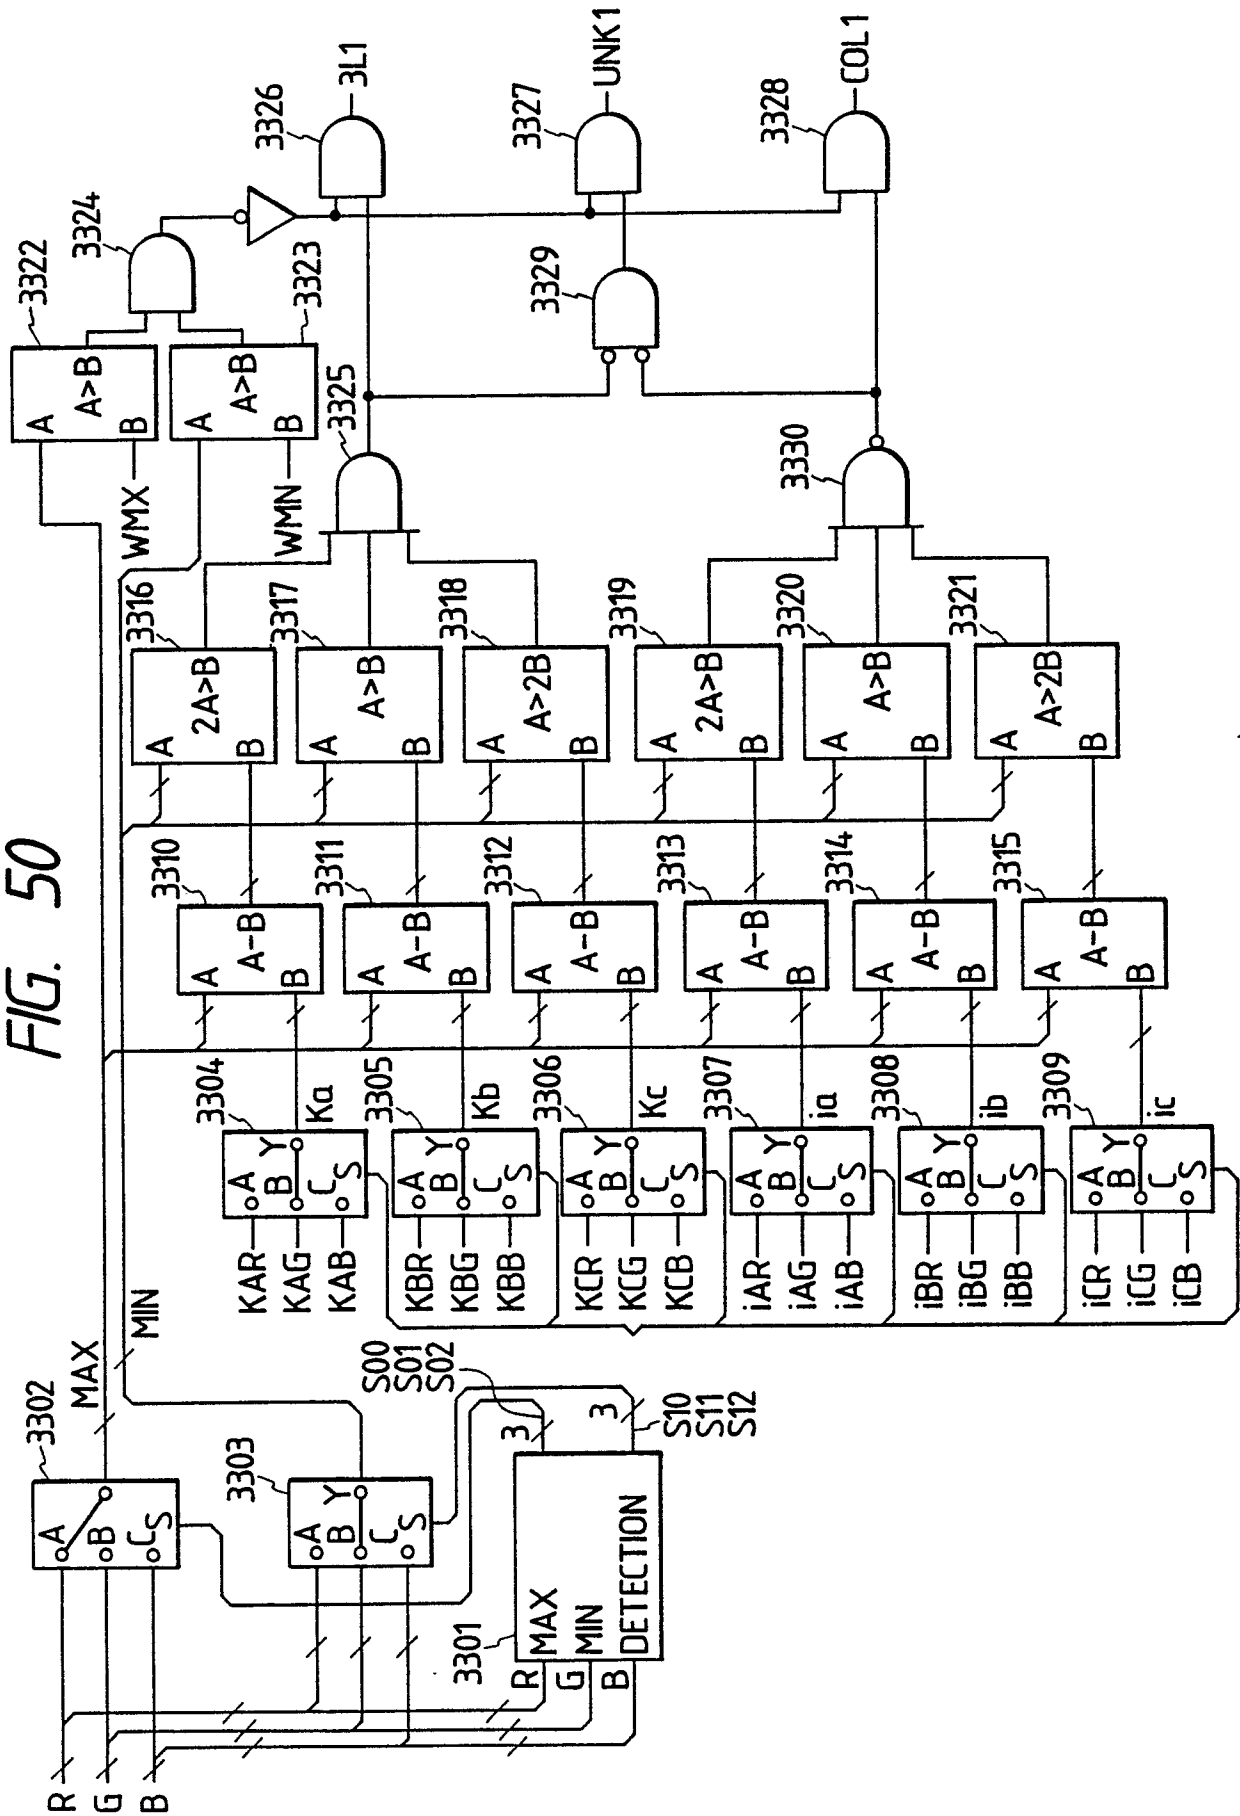 FIG. 50
R
G
B
3302
A
B
C
S
MAX
3303
A
B
C
Y
S
MIN
3301
R
G
B
MAX
MIN
DETECTION
3
S00
S01
S02
3
S10
S11
S12
3304
KAR
KAG
KAB
A
B
C
Y
S
Ka
3305
KBR
KBG
KBB
A
B
C
Y
S
Kb
3306
KCR
KCG
KCB
A
B
C
Y
S
Kc
3307
iAR
iAG
iAB
A
B
C
Y
S
ia
3308
iBR
iBG
iBB
A
B
C
Y
S
ib
3309
iCR
iCG
iCB
A
B
C
Y
S
ic
3310
A
A-B
B
3311
A
A-B
B
3312
A
A-B
B
3313
A
A-B
B
3314
A
A-B
B
3315
A
A-B
B
3316
A
2A>B
B
3317
A
A>B
B
3318
A
A>2B
B
3319
A
2A>B
B
3320
A
A>B
B
3321
A
A>2B
B
WMX
3322
A
A>B
B
WMN
3323
A
A>B
B
3324
3325
3330
3329
3326
3L1
3327
UNK1
3328
COL1